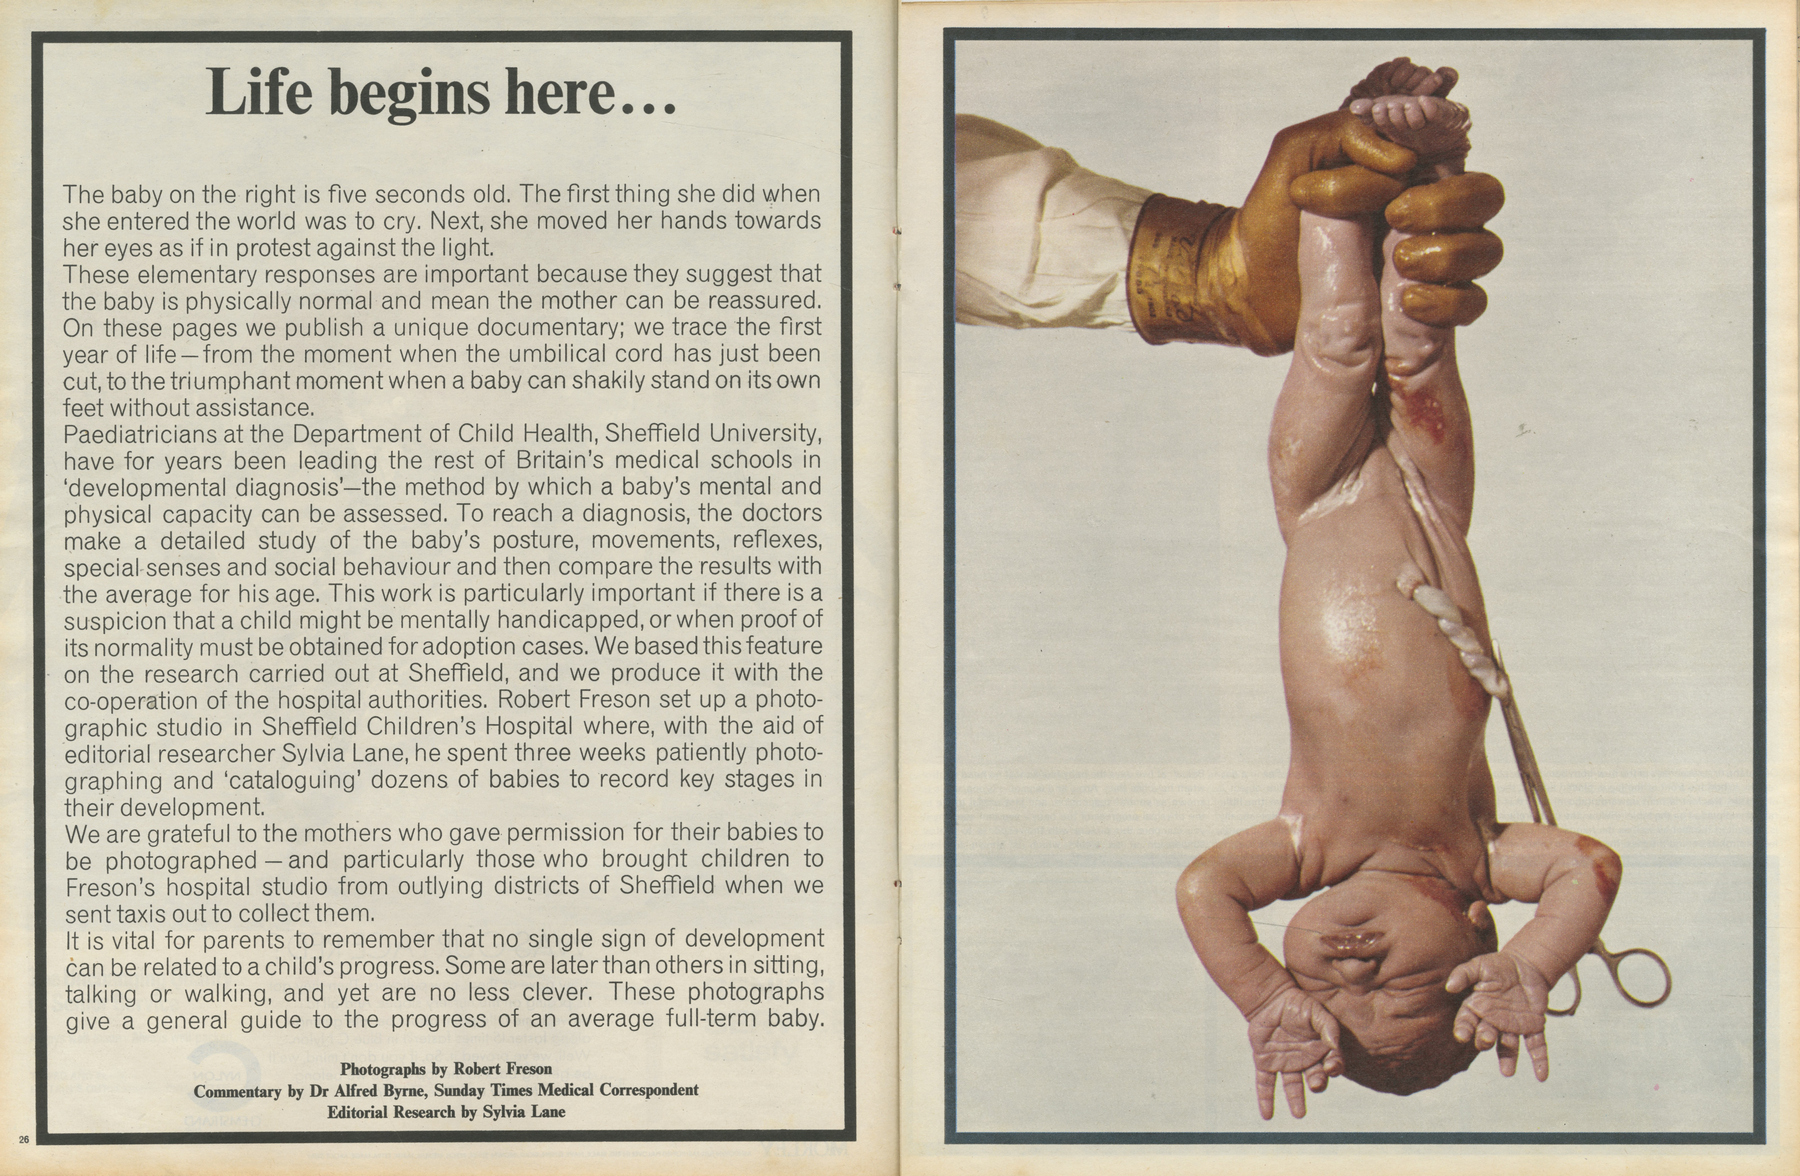 Life begins here...
The baby on the right is five seconds old. The first thing she did when
she entered the world was to cry. Next, she moved her hands towards
her eyes as if in protest against the light.
These elementary responses are important because they suggest that
the baby is physically normal and mean the mother can be reassured.
On these pages we publish a unique documentary; we trace the first
year of life—from the moment when the umbilical cord has just been
cut, to the triumphant moment when a baby can shakily stand on its own
feet without assistance.
Paediatricians at the Department of Child Health, Sheffield University,
have for years been leading the rest of Britain's medical schools in
‘developmental diagnosis’—the method by which a baby's mental and
physical capacity can be assessed. To reach a diagnosis, the doctors
make a detailed study of the baby's posture, movements, reflexes,
special senses and social behaviour and then compare the results with
the average for his age. This work is particularly important if there is a
suspicion that a child might be mentally handicapped, or when proof of
its normality must be obtained for adoption cases. We based this feature
on the research carried out at Sheffield, and we produce it with the
co-operation of the hospital authorities. Robert Freson set up a photo-
graphic studio in Sheffield Children's Hospital where, with the aid of
editorial researcher Sylvia Lane, he spent three weeks patiently photo-
graphing and ‘cataloguing’ dozens of babies to record key stages in
their development.
We are grateful to the mothers who gave permission for their babies to
be photographed — and particularly those who brought children to
Freson's hospital studio from outlying districts of Sheffield when we
sent taxis out to collect them.
It is vital for parents to remember that no single sign of development
can be related to a child's progress. Some are later than others in sitting,
talking or walking, and yet are no less clever. These photographs
give a general guide to the progress of an average full-term baby.
Photographs by Robert Freson
Commentary by Dr Alfred Byrne, Sunday Times Medical Correspondent
Editorial Research by Sylvia Lane
26